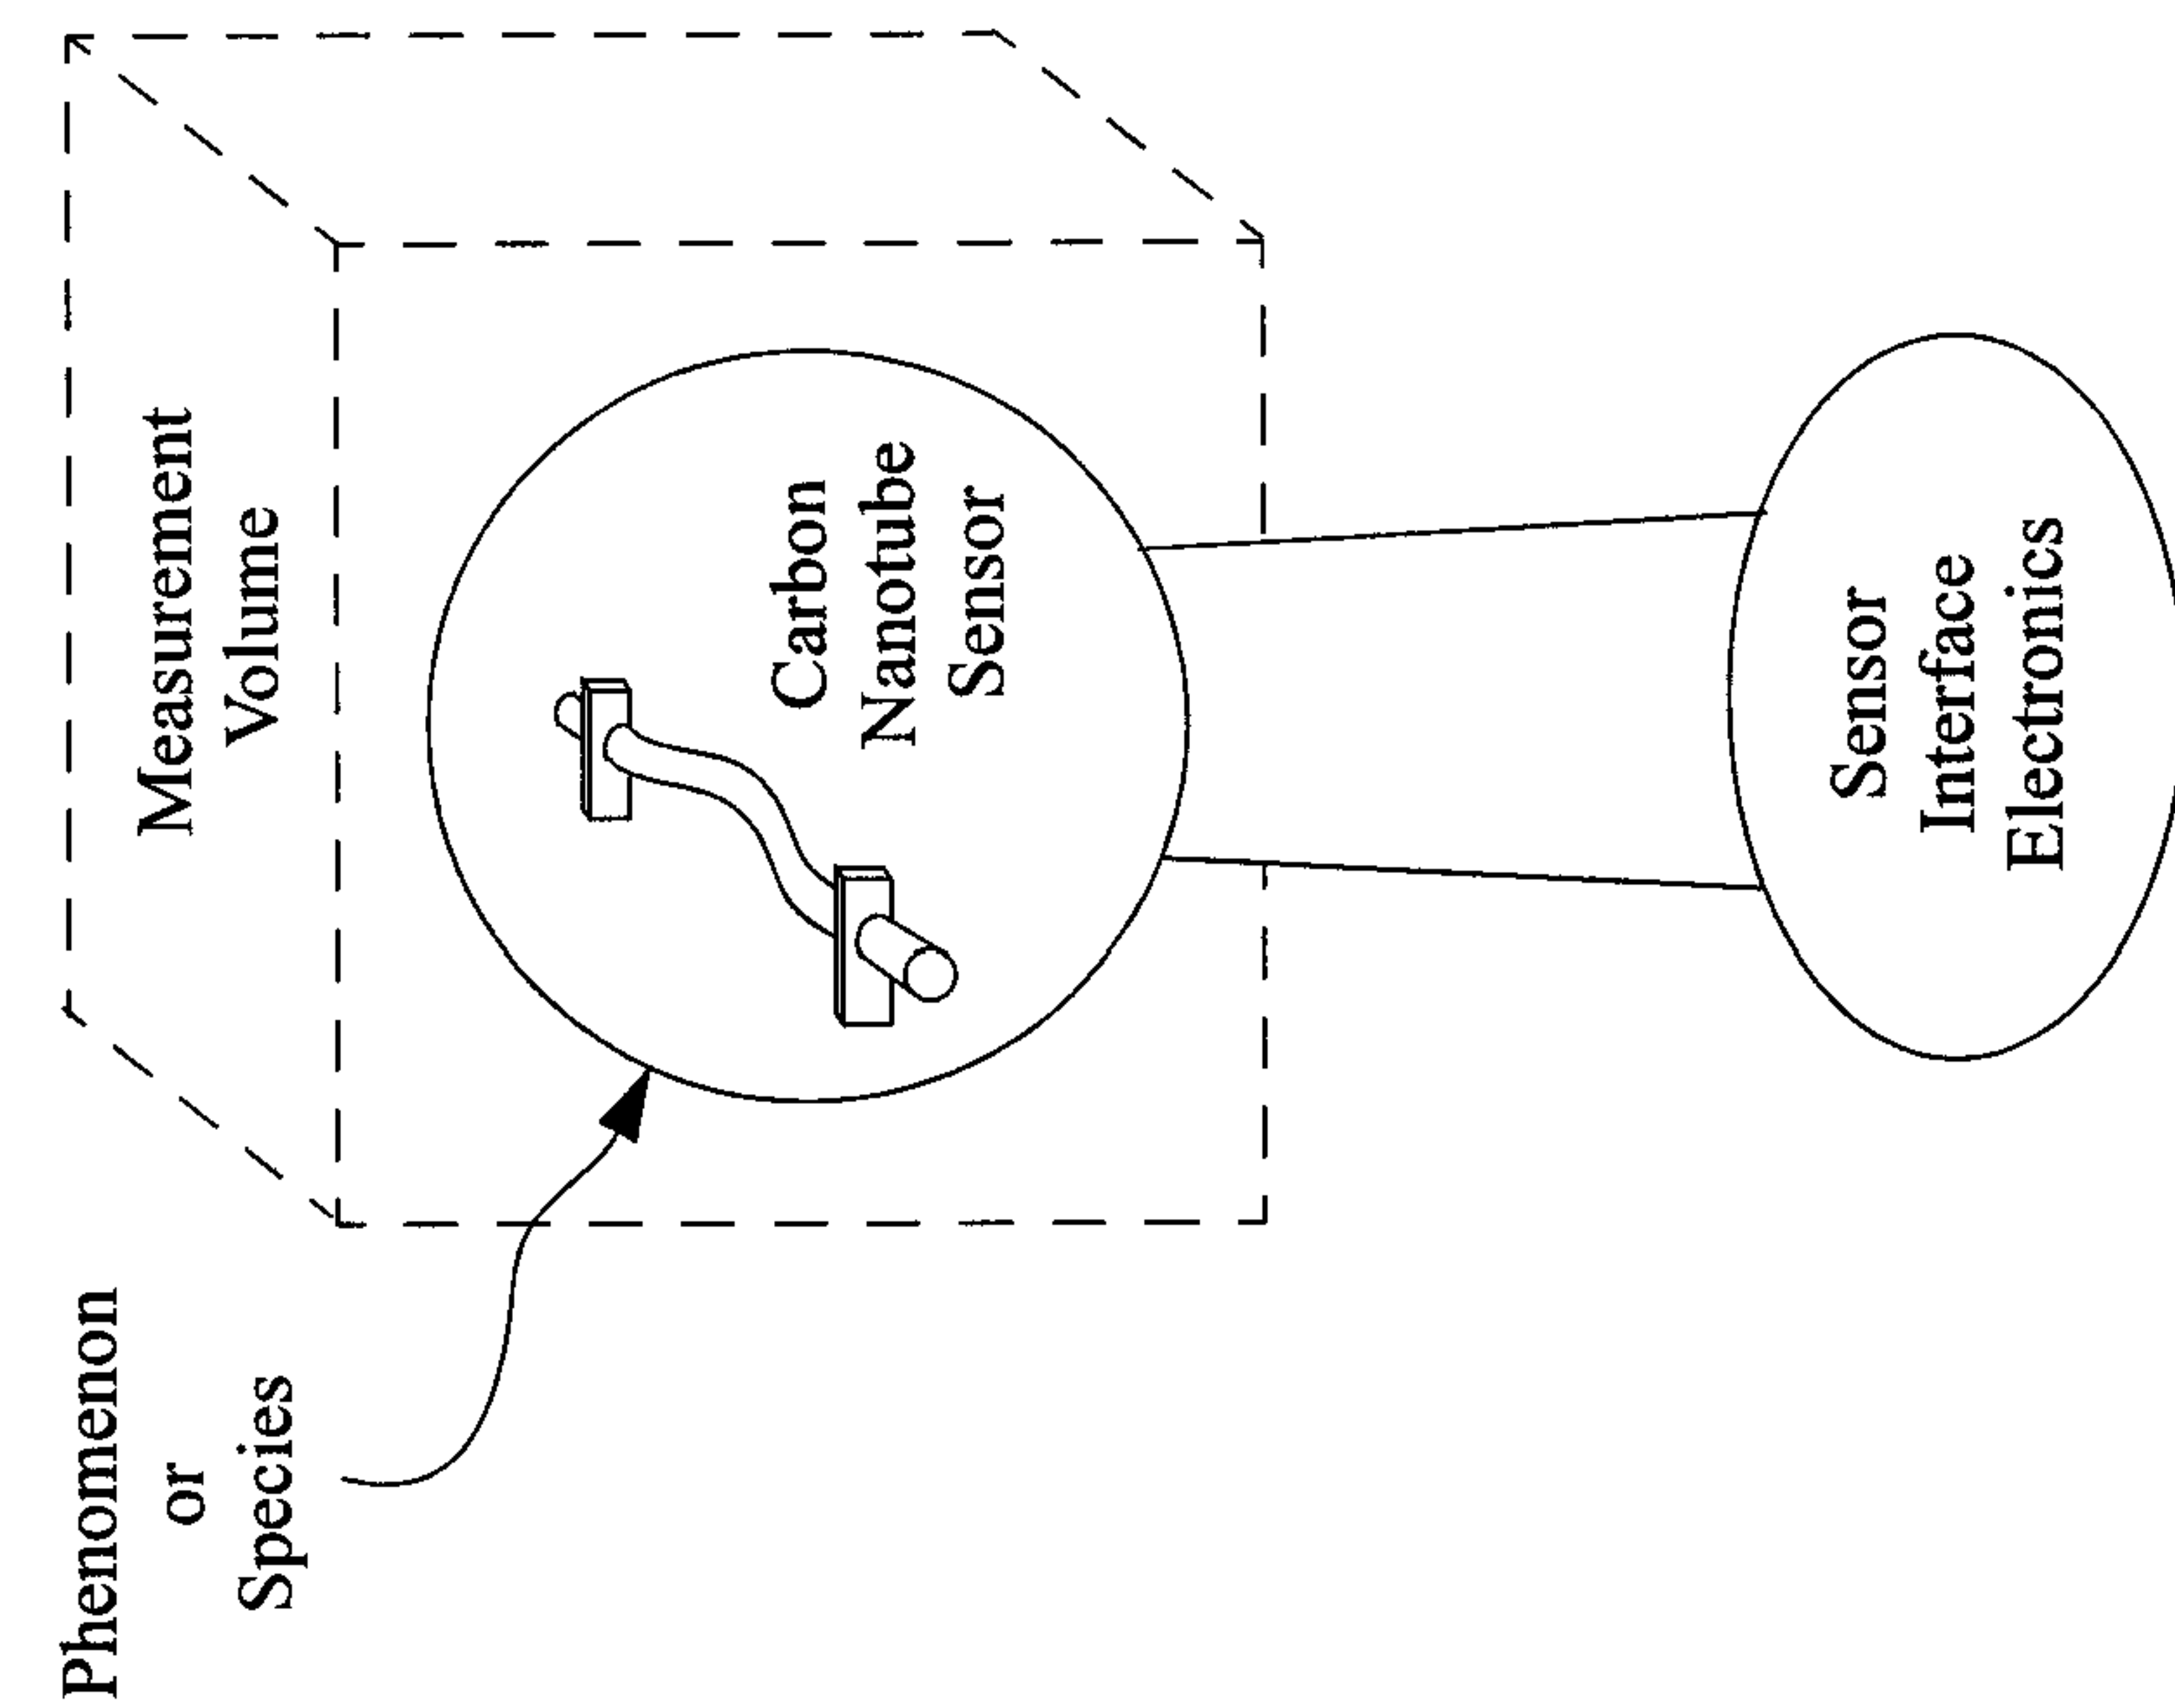 Phenomenon
or
Species
Measurement
Volume
Carbon
Nanotube
Sensor
Sensor
Interface
Electronics